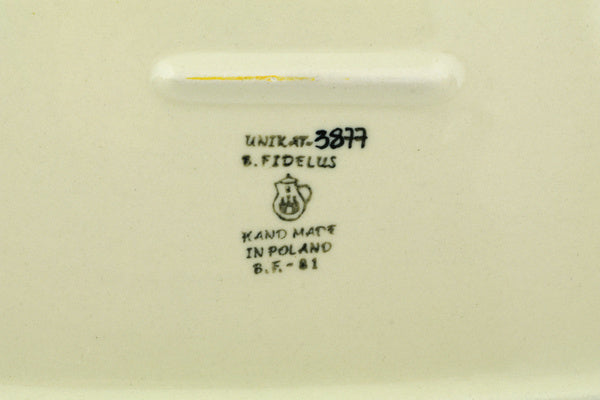 UNIKAT-3877
B. FIDELUS
HAND MADE
IN POLAND
B.F.-81